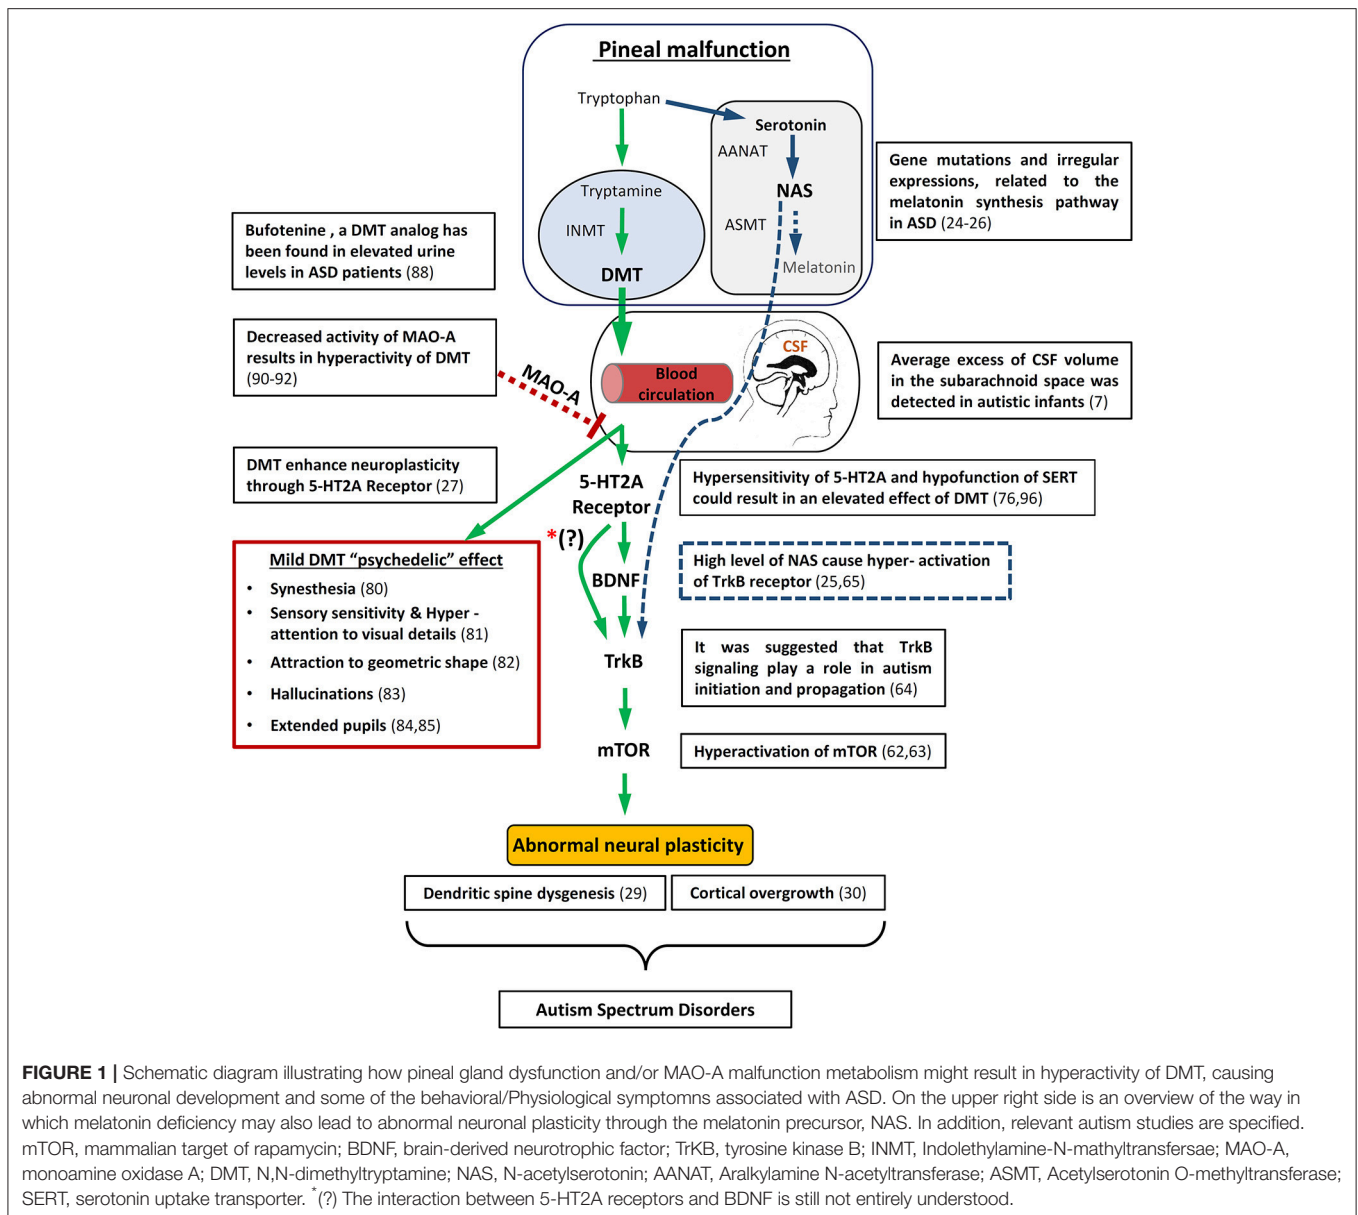 Pineal malfunction
Tryptophan
Serotonin
AANAT
NAS
ASMT
Melatonin
Tryptamine
INMT
DMT
Gene mutations and irregular
expressions, related to the
melatonin synthesis pathway
in ASD (24-26)
Bufotenine , a DMT analog has
been found in elevated urine
levels in ASD patients (88)
Decreased activity of MAO-A
results in hyperactivity of DMT
(90-92)
MAO-A
Blood
circulation
CSF
Average excess of CSF volume
in the subarachnoid space was
detected in autistic infants (7)
DMT enhance neuroplasticity
through 5-HT2A Receptor (27)
5-HT2A
Receptor
Hypersensitivity of 5-HT2A and hypofunction of SERT
could result in an elevated effect of DMT (76,96)
*(?)
BDNF
High level of NAS cause hyper- activation
of TrkB receptor (25,65)
Mild DMT “psychedelic” effect
• Synesthesia (80)
• Sensory sensitivity & Hyper -
attention to visual details (81)
• Attraction to geometric shape (82)
• Hallucinations (83)
• Extended pupils (84,85)
TrkB
It was suggested that TrkB
signaling play a role in autism
initiation and propagation (64)
mTOR
Hyperactivation of mTOR (62,63)
Abnormal neural plasticity
Dendritic spine dysgenesis (29)
Cortical overgrowth (30)
Autism Spectrum Disorders
FIGURE 1 | Schematic diagram illustrating how pineal gland dysfunction and/or MAO-A malfunction metabolism might result in hyperactivity of DMT, causing
abnormal neuronal development and some of the behavioral/Physiological symptomns associated with ASD. On the upper right side is an overview of the way in
which melatonin deficiency may also lead to abnormal neuronal plasticity through the melatonin precursor, NAS. In addition, relevant autism studies are specified.
mTOR, mammalian target of rapamycin; BDNF, brain-derived neurotrophic factor; TrKB, tyrosine kinase B; INMT, Indolethylamine-N-mathyltransfersae; MAO-A,
monoamine oxidase A; DMT, N,N-dimethyltryptamine; NAS, N-acetylserotonin; AANAT, Aralkylamine N-acetyltransferase; ASMT, Acetylserotonin O-methyltransferase;
SERT, serotonin uptake transporter. *(?) The interaction between 5-HT2A receptors and BDNF is still not entirely understood.